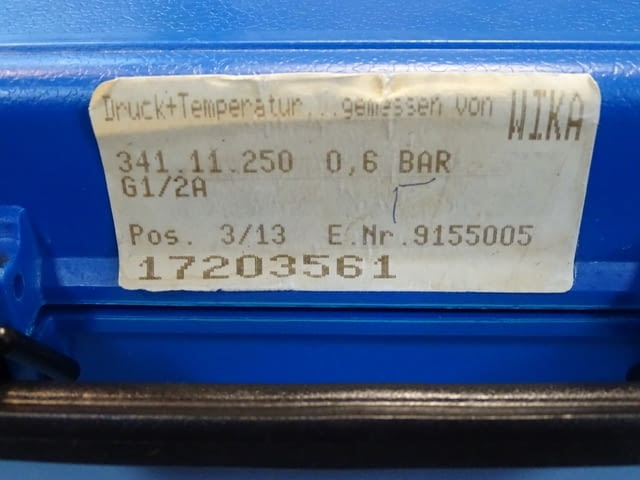 Druck+Temperatur...gemessen von WIKA
341.11.250 0,6 BAR
G1/2A
Pos. 3/13 E.Nr.9155005
17203561